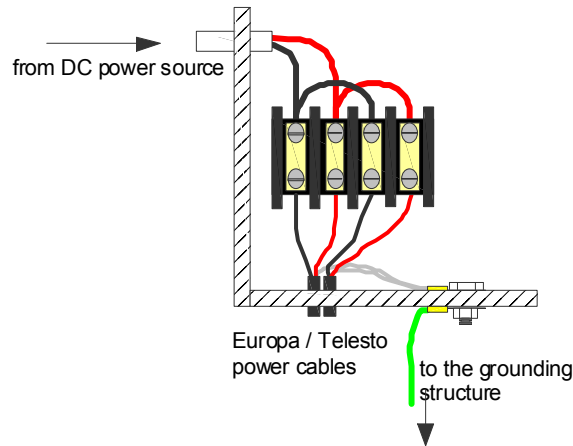 from DC power source
Europa / Telesto
power cables
to the grounding
structure